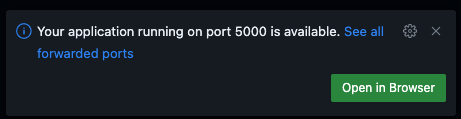 Your application running on port 5000 is available. See all
forwarded ports
Open in Browser